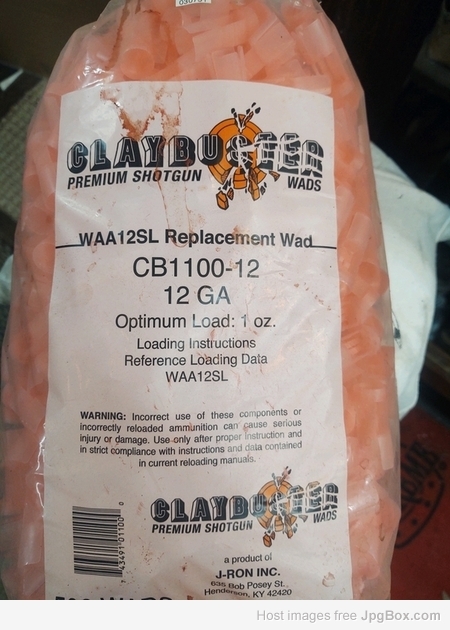 CLAYBUSTER
PREMIUM SHOTGUN WADS
WAA12SL Replacement Wad
CB1100-12
12 GA
Optimum Load: 1 oz.
Loading Instructions
Reference Loading Data
WAA12SL
WARNING: Incorrect use of these components or
incorrectly reloaded ammunition can cause serious
injury or damage. Use only after proper instruction and
in strict compliance with instructions and data contained
in current reloading manuals.
CLAYBUSTER
PREMIUM SHOTGUN WADS
a product of
J-RON INC.
635 Bob Posey St.,
Henderson, KY 42420
Host images free JpgBox.com